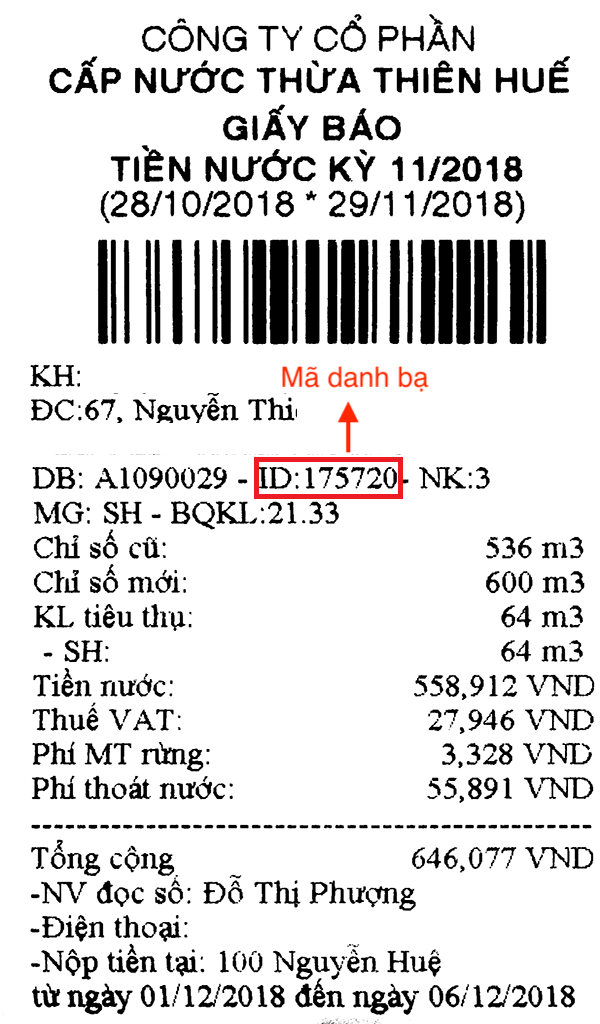 CÔNG TY CỔ PHẦN
CẤP NƯỚC THỪA THIÊN HUẾ
GIẤY BÁO
TIỀN NƯỚC KỲ 11/2018
(28/10/2018 * 29/11/2018)
KH:
Mã danh bạ
ĐC:67, Nguyễn
DB: A1090029 - ID:175720- NK:3
MG: SH - BQKL:21.33
Chỉ số cũ: 536 m3
Chỉ số mới: 600 m3
KL tiêu thụ: 64 m3
- SH: 64 m3
Tiền nước: 558,912 VND
Thuế VAT: 27,946 VND
Phí MT rừng: 3,328 VND
Phí thoát nước: 55,891 VND
Tổng cộng 646,077 VND
-NV đọc số: Đỗ Thị Phượng
-Điện thoại:
-Nộp tiền tại: 100 Nguyễn Huệ
từ ngày 01/12/2018 đến ngày 06/12/2018